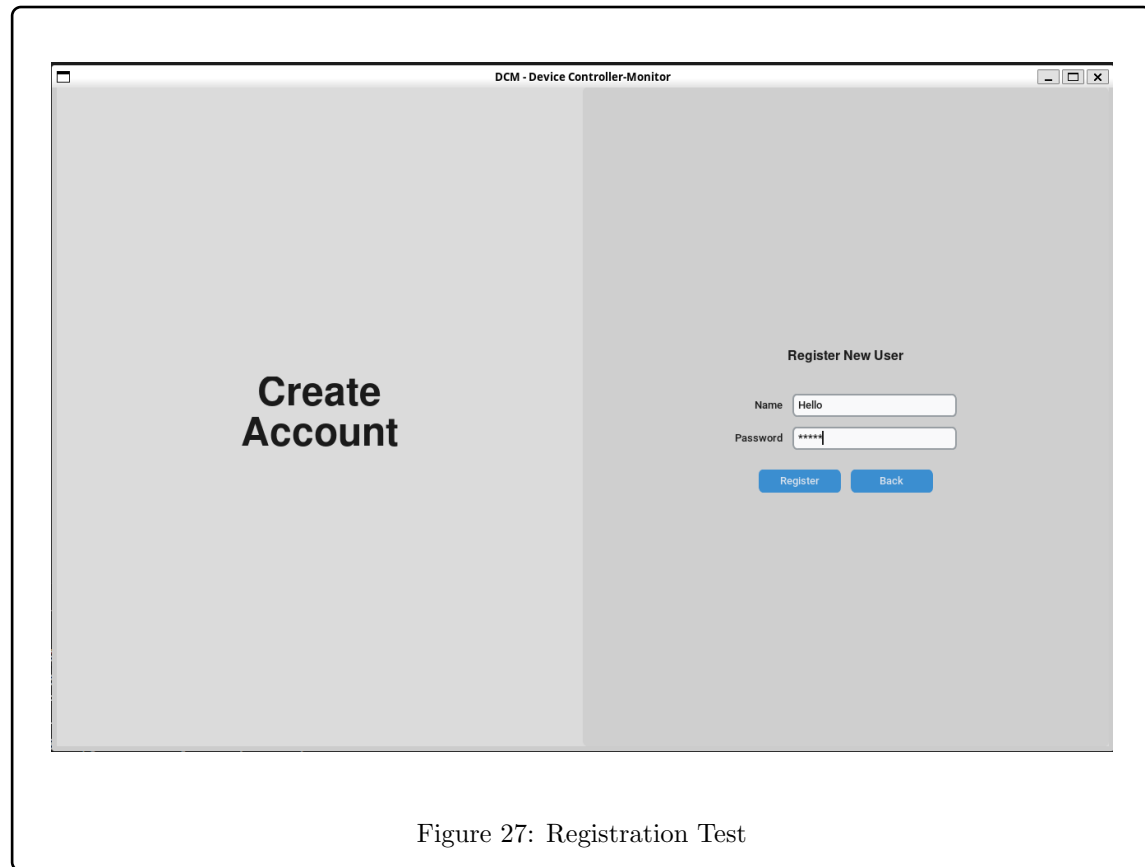 DCM - Device Controller-Monitor
Create
Account
Register New User
Name Hello
Password *****
Register Back
Figure 27: Registration Test